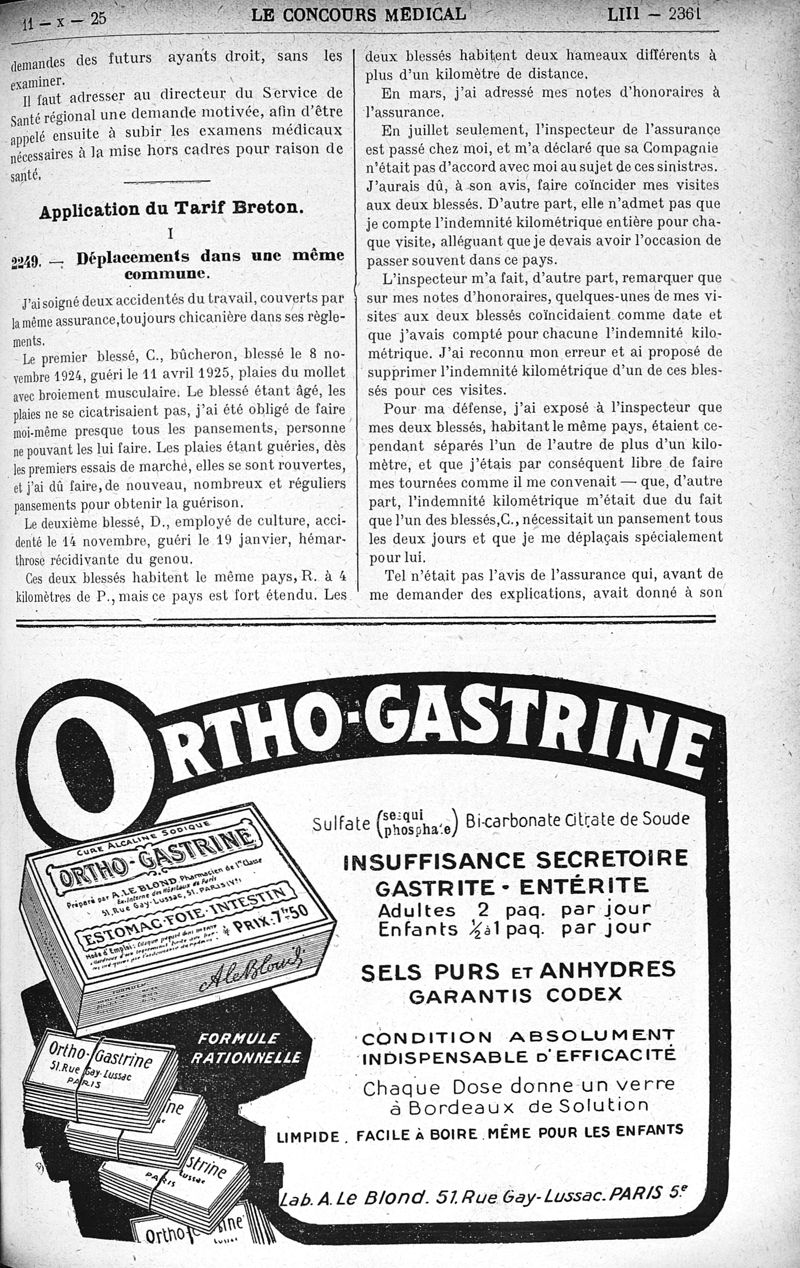 11 — x — 25
LE CONCOURS MÉDICAL
LIII — 2361
demandes des futurs ayants droit, sans les
examiner.
Il faut adresser au directeur du Service de
Santé régional une demande motivée, afin d'être
appelé ensuite à subir les examens médicaux
nécessaires à la mise hors cadres pour raison de
santé.
Application du Tarif Breton.
I
2249. — Déplacements dans une même
commune.
J'ai soigné deux accidentés du travail, couverts par
la même assurance, toujours chicanière dans ses règle-
ments.
Le premier blessé, C., bûcheron, blessé le 8 no-
vembre 1924, guéri le 11 avril 1925, plaies du mollet
avec broiement musculaire. Le blessé étant âgé, les
plaies ne se cicatrisaient pas, j'ai été obligé de faire
moi-même presque tous les pansements, personne
ne pouvant les lui faire. Les plaies étant guéries, dès
les premiers essais de marche, elles se sont rouvertes,
et j'ai dû faire, de nouveau, nombreux et réguliers
pansements pour obtenir la guérison.
Le deuxième blessé, D., employé de culture, acci-
denté le 14 novembre, guéri le 19 janvier, hémar-
throse récidivante du genou.
Ces deux blessés habitent le même pays, R. à 4
kilomètres de P., mais ce pays est fort étendu. Les
deux blessés habitent deux hameaux différents à
plus d'un kilomètre de distance.
En mars, j'ai adressé mes notes d'honoraires à
l'assurance.
En juillet seulement, l'inspecteur de l'assurance
est passé chez moi, et m'a déclaré que sa Compagnie
n'était pas d'accord avec moi au sujet de ces sinistres.
J'aurais dû, à son avis, faire coïncider mes visites
aux deux blessés. D'autre part, elle n'admet pas que
je compte l'indemnité kilométrique entière pour cha-
que visite, alléguant que je devais avoir l'occasion de
passer souvent dans ce pays.
L'inspecteur m'a fait, d'autre part, remarquer que
sur mes notes d'honoraires, quelques-unes de mes vi-
sites aux deux blessés coïncidaient comme date et
que j'avais compté pour chacune l'indemnité kilo-
métrique. J'ai reconnu mon erreur et ai proposé de
supprimer l'indemnité kilométrique d'un de ces bles-
sés pour ces visites.
Pour ma défense, j'ai exposé à l'inspecteur que
mes deux blessés, habitant le même pays, étaient ce-
pendant séparés l'un de l'autre de plus d'un kilo-
mètre, et que j'étais par conséquent libre de faire
mes tournées comme il me convenait — que, d'autre
part, l'indemnité kilométrique m'était due du fait
que l'un des blessés, C., nécessitait un pansement tous
les deux jours et que je me déplaçais spécialement
pour lui.
Tel n'était pas l'avis de l'assurance qui, avant de
me demander des explications, avait donné à son
ORTHO-GASTRINE
Sulfate (sesqui phosphate) Bi-carbonate Citrate de Soude
INSUFFISANCE SECRETOIRE
GASTRITE - ENTÉRITE
Adultes 2 paq. par jour
Enfants ½ à 1 paq. par jour
SELS PURS ET ANHYDRES
GARANTIS CODEX
CONDITION ABSOLUMENT
INDISPENSABLE D'EFFICACITÉ
Chaque Dose donne un verre
à Bordeaux de Solution
LIMPIDE, FACILE À BOIRE MÊME POUR LES ENFANTS
Lab. A. Le Blond. 51. Rue Gay-Lussac. PARIS 5e
CURE ALCALINE SODIQUE
ORTHO-GASTRINE
Préparé par A. LE BLOND Pharmacien de 1re Classe
Ex-Interne des Hôpitaux de Paris
51, Rue Gay-Lussac, 51. PARIS (Ve)
ESTOMAC-FOIE-INTESTIN
PRIX: 7frs50
A Le Blond
FORMULE
RATIONNELLE
Ortho-Gastrine
51. Rue Gay-Lussac
PARIS
ne
strine
PARIS
Lussac
Ortho
ine
Lussac